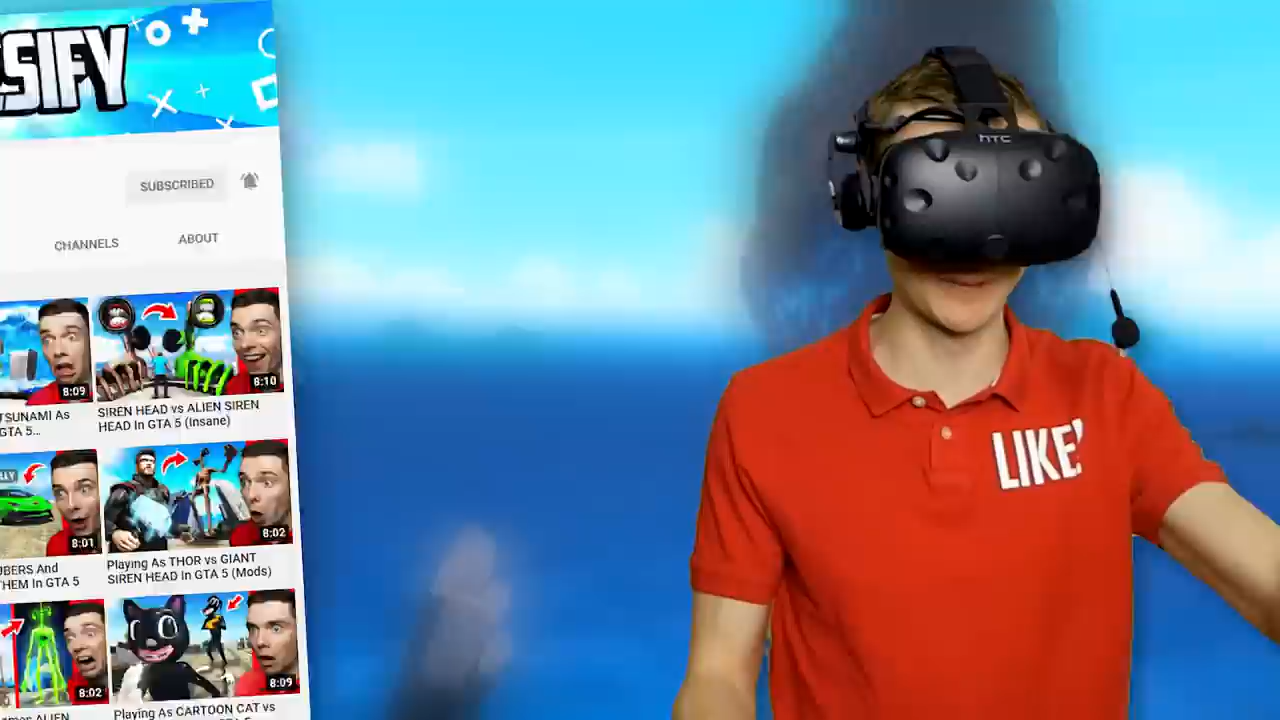 SIFY
SUBSCRIBED
CHANNELS
ABOUT
8:09
8:10
TSUNAMI As
GTA 5...
SIREN HEAD vs ALIEN SIREN
HEAD In GTA 5 (Insane)
8:01
8:02
UBERS And
THEM In GTA 5
Playing As THOR vs GIANT
SIREN HEAD In GTA 5 (Mods)
8:02
8:09
ALIEN
Playing As CARTOON CAT vs
hTC
LIKE!